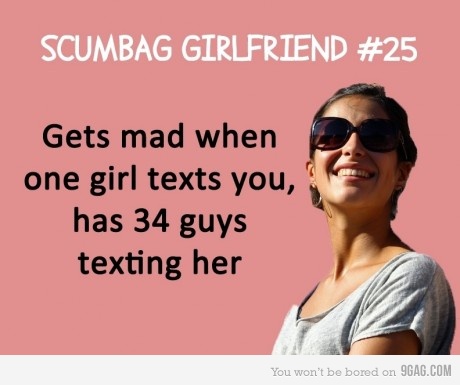 SCUMBAG GIRLFRIEND #25
Gets mad when
one girl texts you,
has 34 guys
texting her
You won't be bored on 9GAG.COM